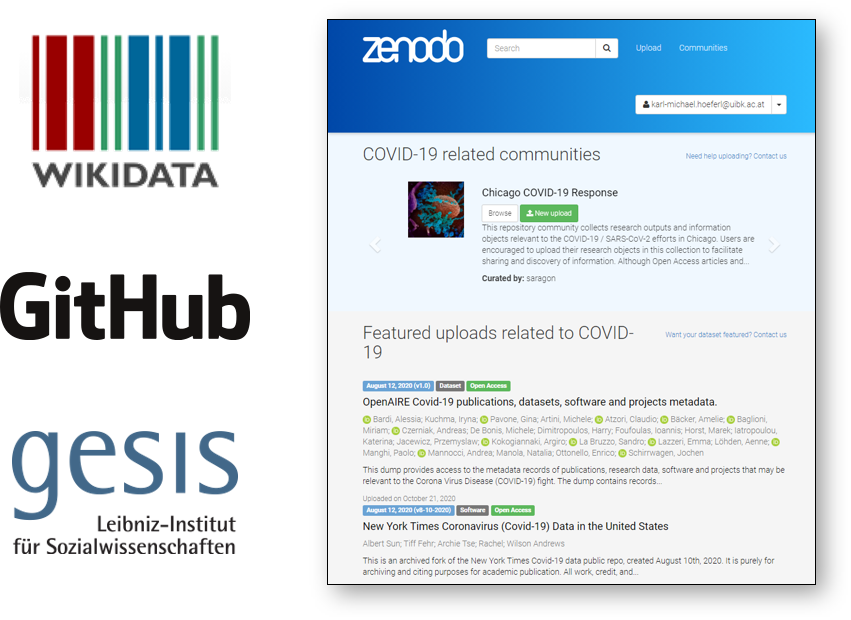 WIKIDATA
GitHub
gesis
Leibniz-Institut
für Sozialwissenschaften
zenodo
Search
Upload
Communities
karl-michael.hoeferl@uibk.ac.at
COVID-19 related communities
Need help uploading? Contact us
Chicago COVID-19 Response
Browse
New upload
This repository community collects research outputs and information
objects relevant to the COVID-19 / SARS-CoV-2 efforts in Chicago. Users are
encouraged to upload their research objects in this collection to facilitate
sharing and discovery of information. Although Open Access articles and...
Curated by: saragon
Featured uploads related to COVID-
19
Want your dataset featured? Contact us
August 12, 2020 (v1.0) Dataset Open Access
OpenAIRE Covid-19 publications, datasets, software and projects metadata.
Bardi, Alessia; Kuchma, Iryna; Pavone, Gina; Artini, Michele; Atzori, Claudio; Bäcker, Amelie; Baglioni,
Miriam; Czerniak, Andreas; De Bonis, Michele; Dimitropoulos, Harry; Foufoulas, Ioannis; Horst, Marek; Iatropoulou,
Katerina; Jacewicz, Przemyslaw; Kokogiannaki, Argiro; La Bruzzo, Sandro; Lazzeri, Emma; Löhden, Aenne;
Manghi, Paolo; Mannocci, Andrea; Manola, Natalia; Ottonello, Enrico; Schirrwagen, Jochen
This dump provides access to the metadata records of publications, research data, software and projects that may be
relevant to the Corona Virus Disease (COVID-19) fight. The dump contains records...
Uploaded on October 21, 2020
August 12, 2020 (v8-10-2020) Software Open Access
New York Times Coronavirus (Covid-19) Data in the United States
Albert Sun; Tiff Fehr; Archie Tse; Rachel; Wilson Andrews
This is an archived fork of the New York Times Covid-19 data public repo, created August 10th, 2020. It is purely for
archiving and citing purposes for academic publication. All work, credit, and...